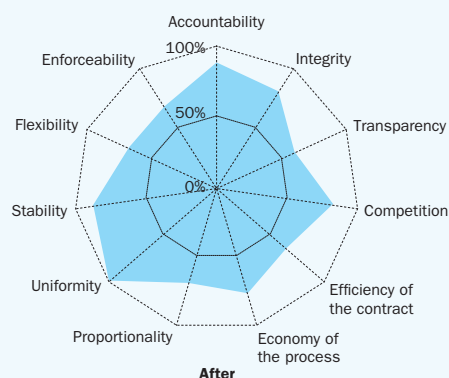 Accountability
100%
Enforceability
Integrity
50%
Flexibility
Transparency
0%
Stability
Competition
Uniformity
Efficiency of
the contract
Proportionality
Economy of
the process
After